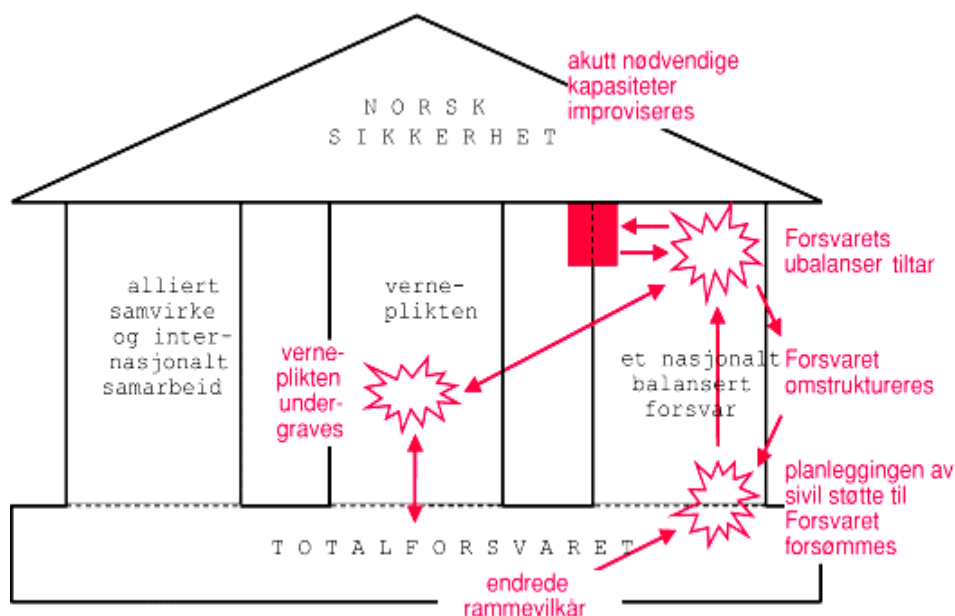 akutt nødvendige
kapasiteter
improviseres
N O R S K
S I K K E R H E T
alliert
samvirke
og inter-
nasjonalt
samarbeid
verne-
plikten
verne-
plikten
under-
graves
et nasjonalt
balansert
forsvar
Forsvarets
ubalanser tiltar
Forsvaret
omstruktureres
planleggingen av
sivil støtte til
Forsvaret
forsømmes
T O T A L F O R S V A R E T
endrede
rammevilkår